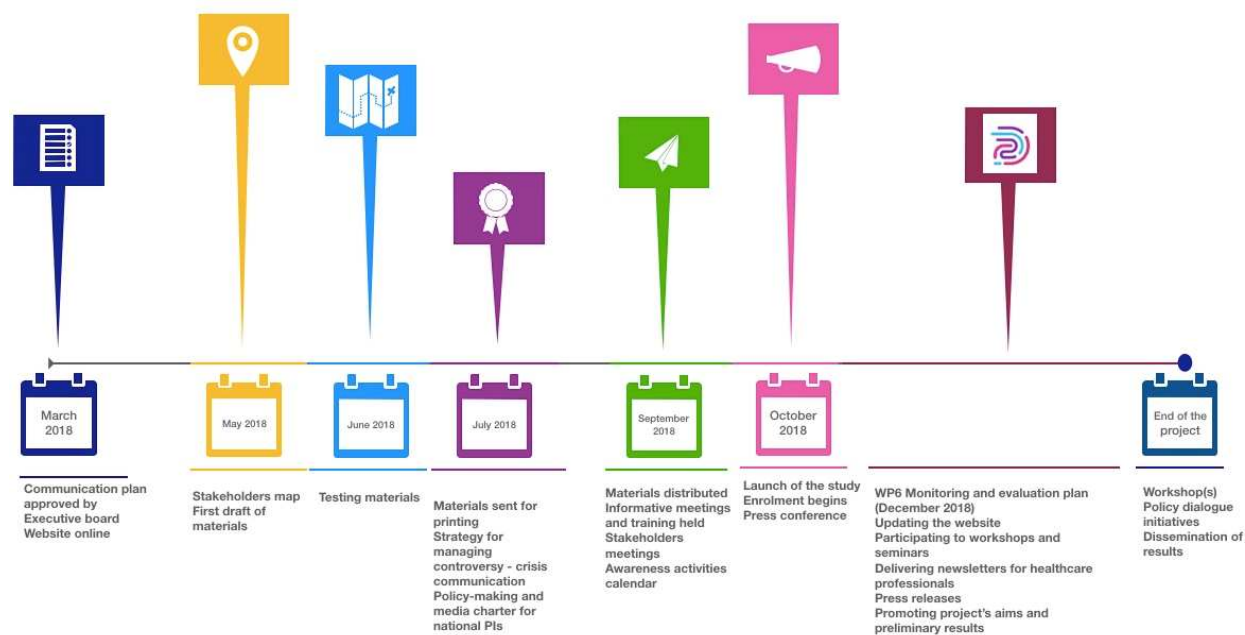 March
2018
May 2018
June 2018
July 2018
September
2018
October
2018
End of the
project
Communication plan
approved by
Executive board
Website online
Stakeholders map
First draft of
materials
Testing materials
Materials sent for
printing
Strategy for
managing
controversy - crisis
communication
Policy-making and
media charter for
national PIs
Materials distributed
Informative meetings
and training held
Stakeholders
meetings
Awareness activities
calendar
Launch of the study
Enrolment begins
Press conference
WP6 Monitoring and evaluation plan
(December 2018)
Updating the website
Participating to workshops and
seminars
Delivering newsletters for healthcare
professionals
Press releases
Promoting project's aims and
preliminary results
Workshop(s)
Policy dialogue
initiatives
Dissemination of
results